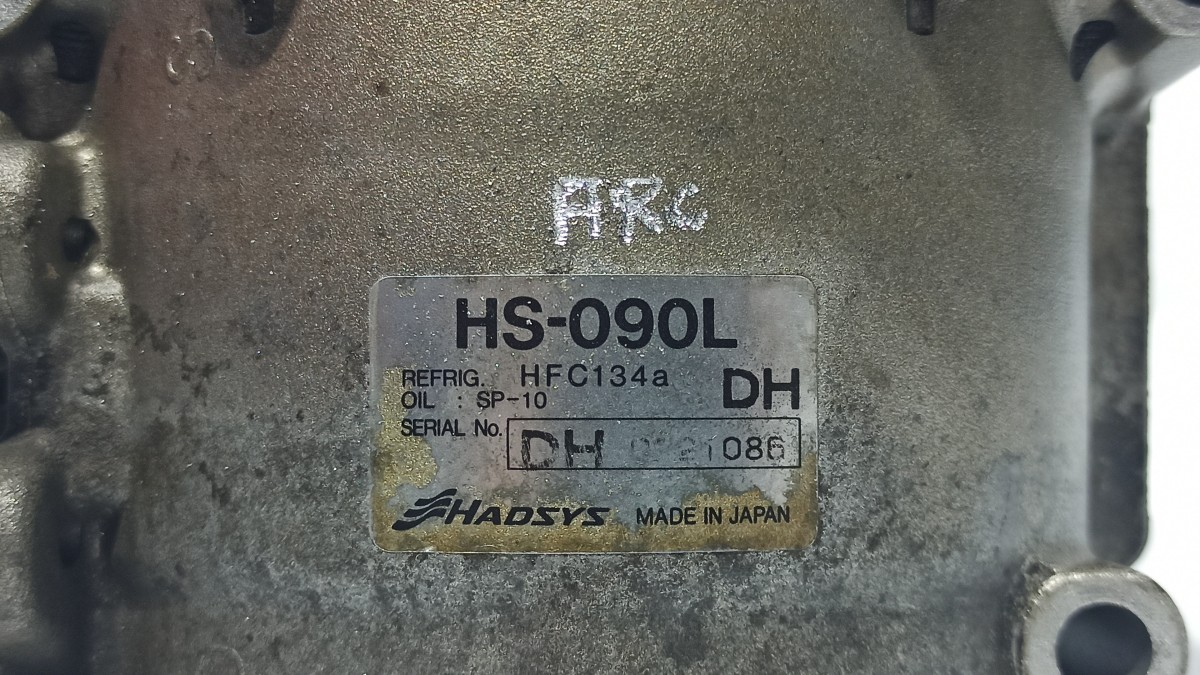 ARC
HS-090L
REFRIG. HFC134a
DH
OIL : SP-10
SERIAL No. DH
HADSYS MADE IN JAPAN